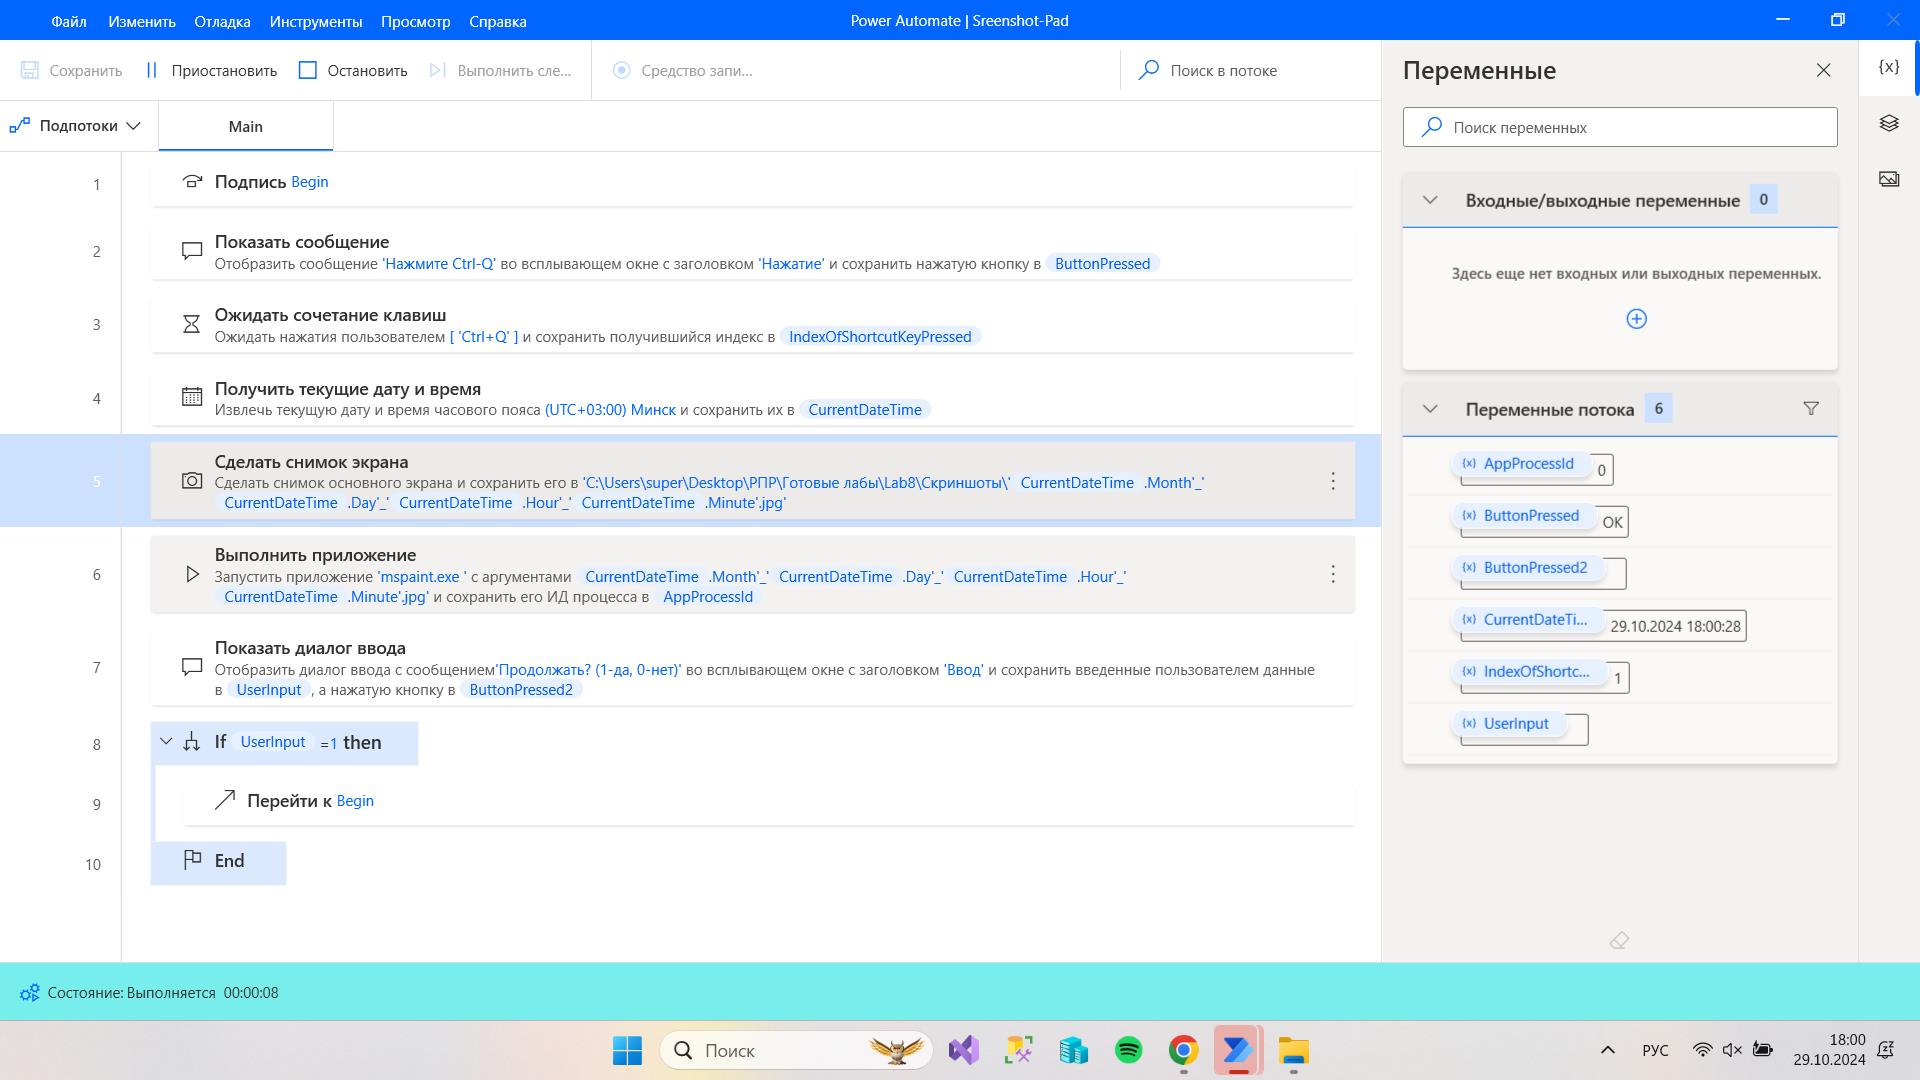 Файл Изменить Отладка Инструменты Просмотр Справка
Power Automate | Sreenshot-Pad
Сохранить Приостановить Остановить Выполнить сле... Средство запи... Поиск в потоке
Подпотоки Main
1 Подпись Begin
2 Показать сообщение
Отобразить сообщение 'Нажмите Ctrl-Q' во всплывающем окне с заголовком 'Нажатие' и сохранить нажатую кнопку в ButtonPressed
3 Ожидать сочетание клавиш
Ожидать нажатия пользователем [ 'Ctrl+Q' ] и сохранить получившийся индекс в IndexOfShortcutKeyPressed
4 Получить текущие дату и время
Извлечь текущую дату и время часового пояса (UTC+03:00) Минск и сохранить их в CurrentDateTime
5 Сделать снимок экрана
Сделать снимок основного экрана и сохранить его в 'C:\Users\super\Desktop\РПР\Готовые лабы\Lab8\Скриншоты\' CurrentDateTime .Month'_'
CurrentDateTime .Day'_' CurrentDateTime .Hour'_' CurrentDateTime .Minute'.jpg'
6 Выполнить приложение
Запустить приложение 'mspaint.exe ' с аргументами CurrentDateTime .Month'_' CurrentDateTime .Day'_' CurrentDateTime .Hour'_'
CurrentDateTime .Minute'.jpg' и сохранить его ИД процесса в AppProcessId
7 Показать диалог ввода
Отобразить диалог ввода с сообщением'Продолжать? (1-да, 0-нет)' во всплывающем окне с заголовком 'Ввод' и сохранить введенные пользователем данные
в UserInput , а нажатую кнопку в ButtonPressed2
8 If UserInput =1 then
9 Перейти к Begin
10 End
Переменные
{x}
Поиск переменных
Входные/выходные переменные 0
Здесь еще нет входных или выходных переменных.
Переменные потока 6
{x} AppProcessId 0
{x} ButtonPressed OK
{x} ButtonPressed2
{x} CurrentDateTi... 29.10.2024 18:00:28
{x} IndexOfShortc... 1
{x} UserInput
Состояние: Выполняется 00:00:08
Поиск
РУС
18:00
29.10.2024